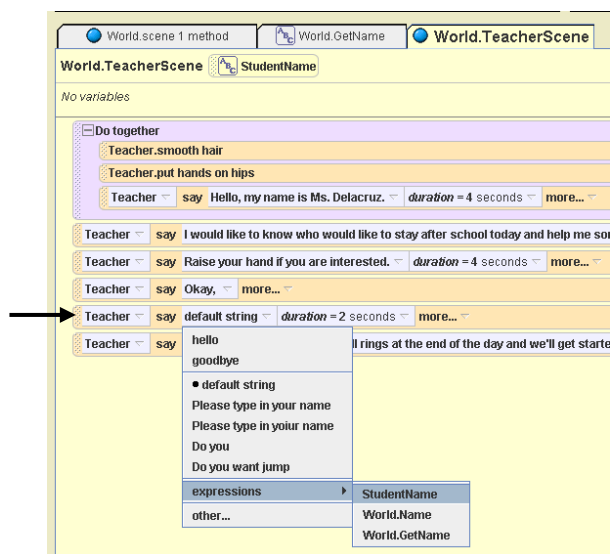 World.scene 1 method ABC World.GetName World.TeacherScene
World.TeacherScene ABC StudentName
No variables
Do together
Teacher.smooth hair
Teacher.put hands on hips
Teacher say Hello, my name is Ms. Delacruz. duration = 4 seconds more...
Teacher say I would like to know who would like to stay after school today and help me
Teacher say Raise your hand if you are interested. duration = 4 seconds more...
Teacher say Okay, more...
Teacher say default string duration = 2 seconds more...
Teacher say rings at the end of the day and we'll get
hello
goodbye
default string
Please type in your name
Please type in yoiur name
Do you
Do you want jump
expressions
other...
StudentName
World.Name
World.GetName